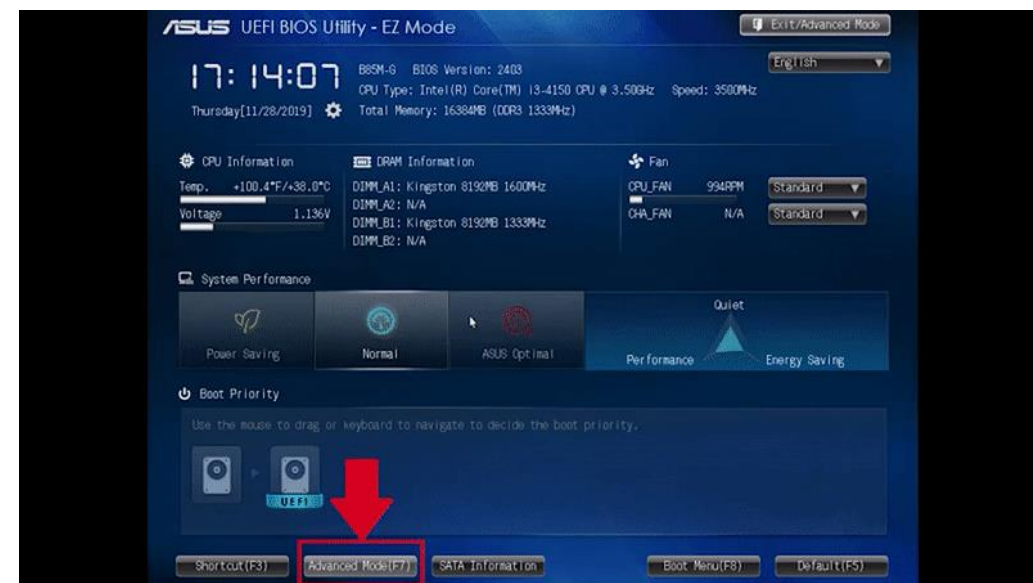 ASUS UEFI BIOS Utility - EZ Mode
Exit/Advanced Mode
English
17:14:07
Thursday[11/28/2019]
B85M-G BIOS Version: 2403
CPU Type: Intel(R) Core(TM) i3-4150 CPU @ 3.50GHz Speed: 3500MHz
Total Memory: 16384MB (DDR3 1333MHz)
CPU Information
Temp. +100.4°F/+38.0°C
Voltage 1.136V
DRAM Information
DIMM_A1: Kingston 8192MB 1600MHz
DIMM_A2: N/A
DIMM_B1: Kingston 8192MB 1333MHz
DIMM_B2: N/A
Fan
CPU_FAN 994RPM Standard
CHA_FAN N/A Standard
System Performance
Power Saving
Normal
ASUS Optimal
Quiet
Performance
Energy Saving
Boot Priority
Use the mouse to drag or keyboard to navigate to decide the boot priority.
UEFI
Shortcut(F3)
Advanced Mode(F7)
SATA Information
Boot Menu(F8)
Default(F5)